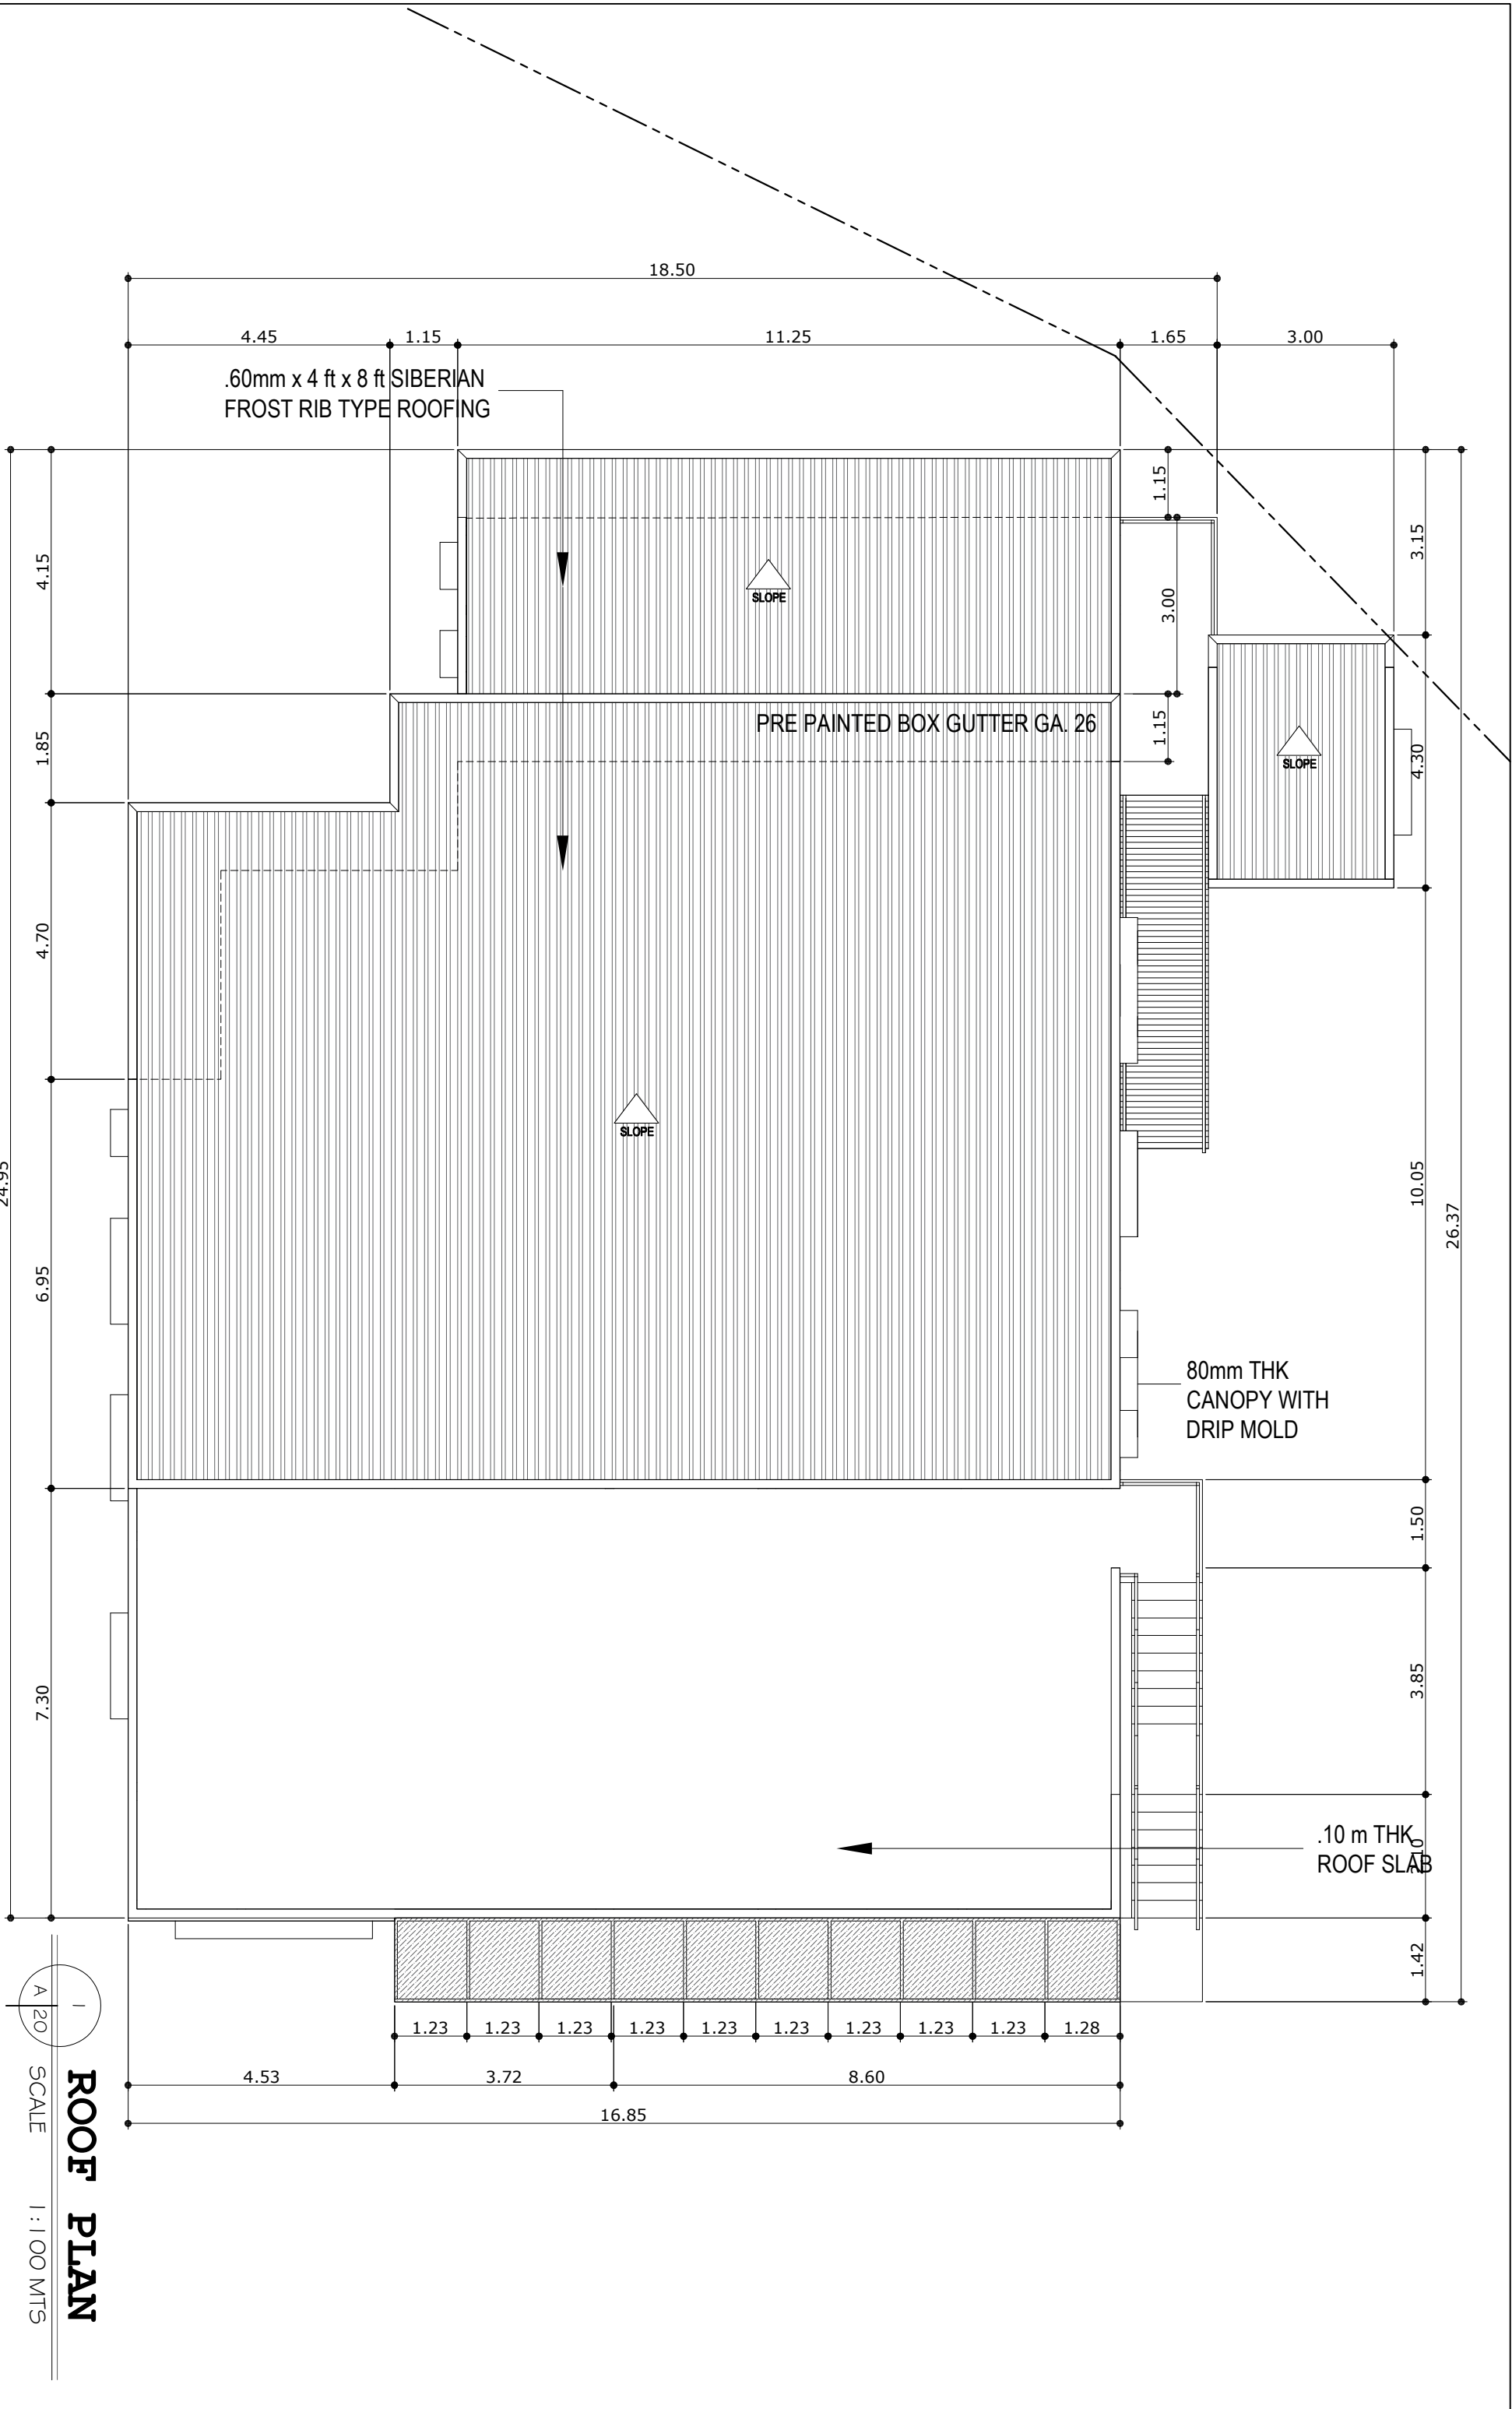 18.50
4.45
1.15
11.25
1.65
3.00
.60mm x 4 ft x 8 ft SIBERIAN
FROST RIB TYPE ROOFING
1.15
3.15
4.15
SLOPE
3.00
PRE PAINTED BOX GUTTER GA. 26
1.15
1.85
SLOPE
4.30
4.70
SLOPE
24.95
10.05
26.37
6.95
80mm THK
CANOPY WITH
DRIP MOLD
1.50
3.85
7.30
.10 m THK
ROOF SLAB
1.42
1.23
1.23
1.23
1.23
1.23
1.23
1.23
1.23
1.23
1.28
4.53
3.72
8.60
16.85
1
A 20
ROOF PLAN
SCALE 1:100 MTS